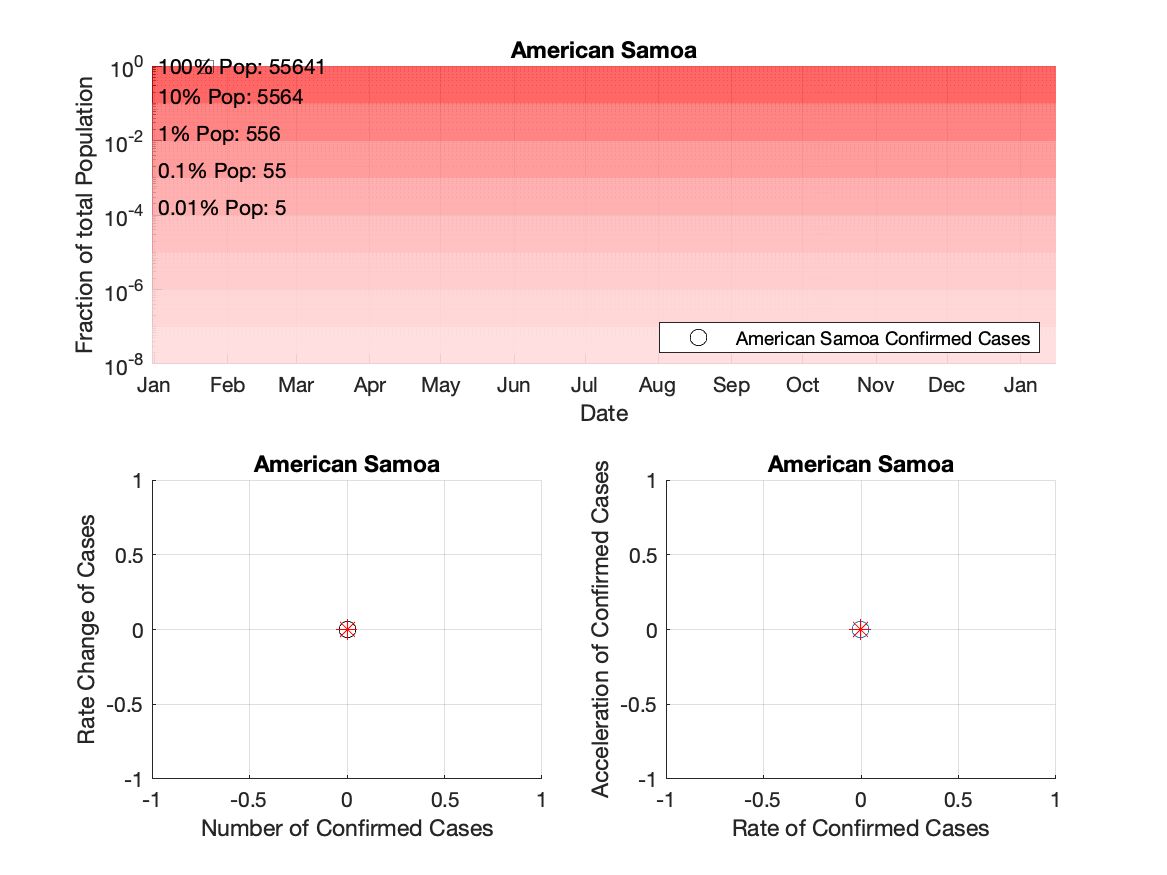 American Samoa
Fraction of total Population
10^0
10^-2
10^-4
10^-6
10^-8
100% Pop: 55641
10% Pop: 5564
1% Pop: 556
0.1% Pop: 55
0.01% Pop: 5
American Samoa Confirmed Cases
Jan Feb Mar Apr May Jun Jul Aug Sep Oct Nov Dec Jan
Date
American Samoa
Rate Change of Cases
1
0.5
0
-0.5
-1
-1 -0.5 0 0.5 1
Number of Confirmed Cases
American Samoa
Acceleration of Confirmed Cases
1
0.5
0
-0.5
-1
-1 -0.5 0 0.5 1
Rate of Confirmed Cases